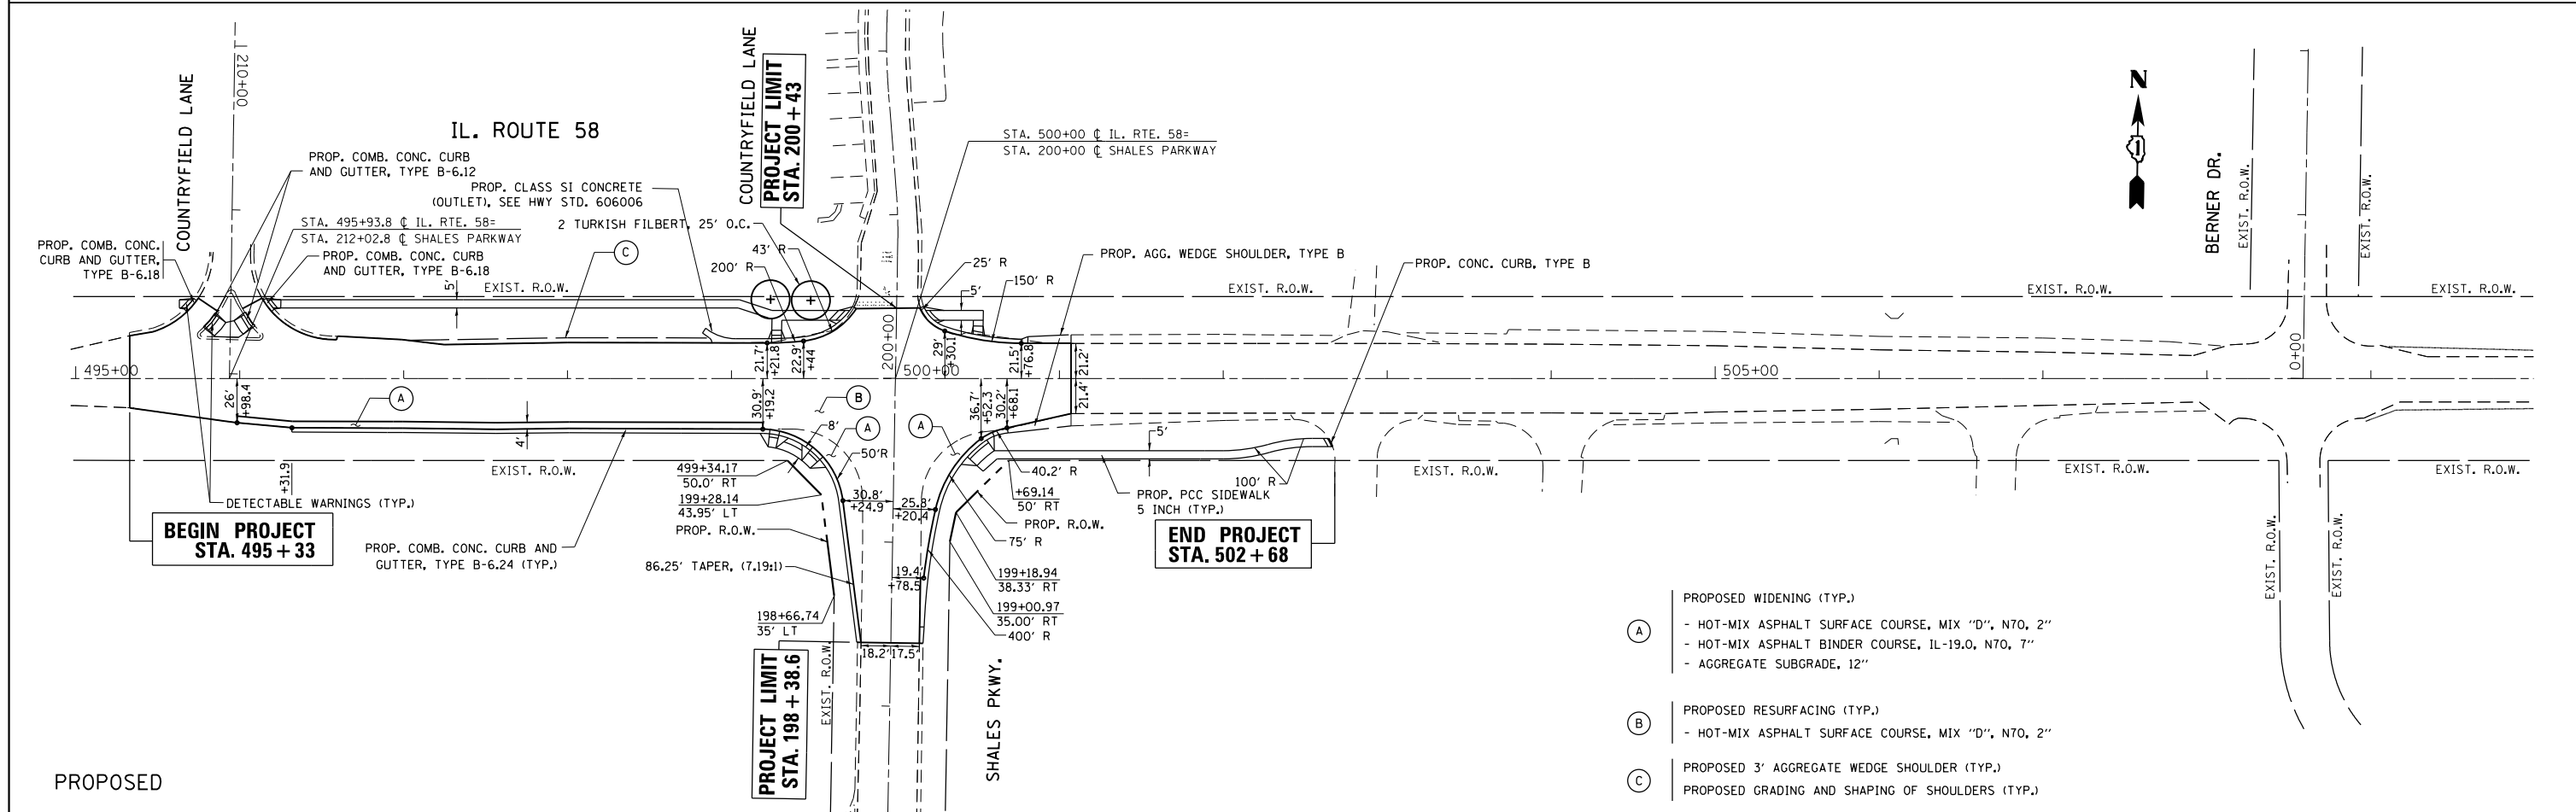 COUNTRYFIELD LANE
210+00
IL. ROUTE 58
PROP. COMB. CONC. CURB
AND GUTTER, TYPE B-6.12
PROP. CLASS SI CONCRETE
(OUTLET), SEE HWY STD. 606006
STA. 495+93.8 ℄ IL. RTE. 58=
STA. 212+02.8 ℄ SHALES PARKWAY
2 TURKISH FILBERT, 25' O.C.
PROP. COMB. CONC.
CURB AND GUTTER,
TYPE B-6.18
PROP. COMB. CONC. CURB
AND GUTTER, TYPE B-6.18
C
43' R
200' R
5'
EXIST. R.O.W.
COUNTRYFIELD LANE
PROJECT LIMIT
STA. 200+43
STA. 500+00 ℄ IL. RTE. 58=
STA. 200+00 ℄ SHALES PARKWAY
25' R
150' R
5'
PROP. AGG. WEDGE SHOULDER, TYPE B
PROP. CONC. CURB, TYPE B
EXIST. R.O.W.
EXIST. R.O.W.
EXIST. R.O.W.
N
1
BERNER DR.
EXIST. R.O.W.
EXIST. R.O.W.
495+00
200+00
500+00
505+00
0+00
21.7'
+21.8
22.9'
+44
29'
+30.1
21.5'
+76.8
21.2'
21.4'
26'
+98.4
A
30.9'
+19.2
B
A
A
36.7'
+52.3
30.2'
+68.1
4'
8'
50'R
5'
+31.9
EXIST. R.O.W.
499+34.17
50.0' RT
199+28.14
43.95' LT
PROP. R.O.W.
30.8'
+24.9
25.8'
+20.4
40.2' R
+69.14
50' RT
PROP. R.O.W.
75' R
100' R
PROP. PCC SIDEWALK
5 INCH (TYP.)
EXIST. R.O.W.
EXIST. R.O.W.
EXIST. R.O.W.
DETECTABLE WARNINGS (TYP.)
BEGIN PROJECT
STA. 495+33
PROP. COMB. CONC. CURB AND
GUTTER, TYPE B-6.24 (TYP.)
86.25' TAPER, (7.19:1)
19.4'
+78.5
199+18.94
38.33' RT
199+00.97
35.00' RT
400' R
END PROJECT
STA. 502+68
198+66.74
35' LT
18.2'
17.5'
PROJECT LIMIT
STA. 198+38.6
EXIST. R.O.W.
SHALES PKWY.
EXIST. R.O.W.
EXIST. R.O.W.
A
PROPOSED WIDENING (TYP.)
- HOT-MIX ASPHALT SURFACE COURSE, MIX "D", N70, 2"
- HOT-MIX ASPHALT BINDER COURSE, IL-19.0, N70, 7"
- AGGREGATE SUBGRADE, 12"
B
PROPOSED RESURFACING (TYP.)
- HOT-MIX ASPHALT SURFACE COURSE, MIX "D", N70, 2"
C
PROPOSED 3' AGGREGATE WEDGE SHOULDER (TYP.)
PROPOSED GRADING AND SHAPING OF SHOULDERS (TYP.)
PROPOSED